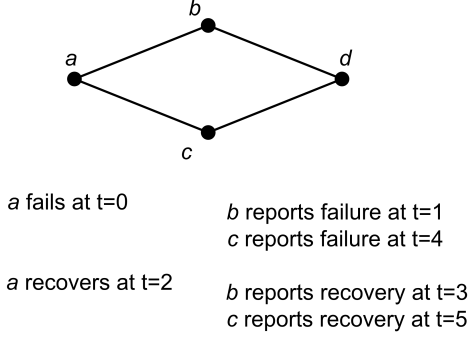 b
a
d
c
a fails at t=0
b reports failure at t=1
c reports failure at t=4
a recovers at t=2
b reports recovery at t=3
c reports recovery at t=5